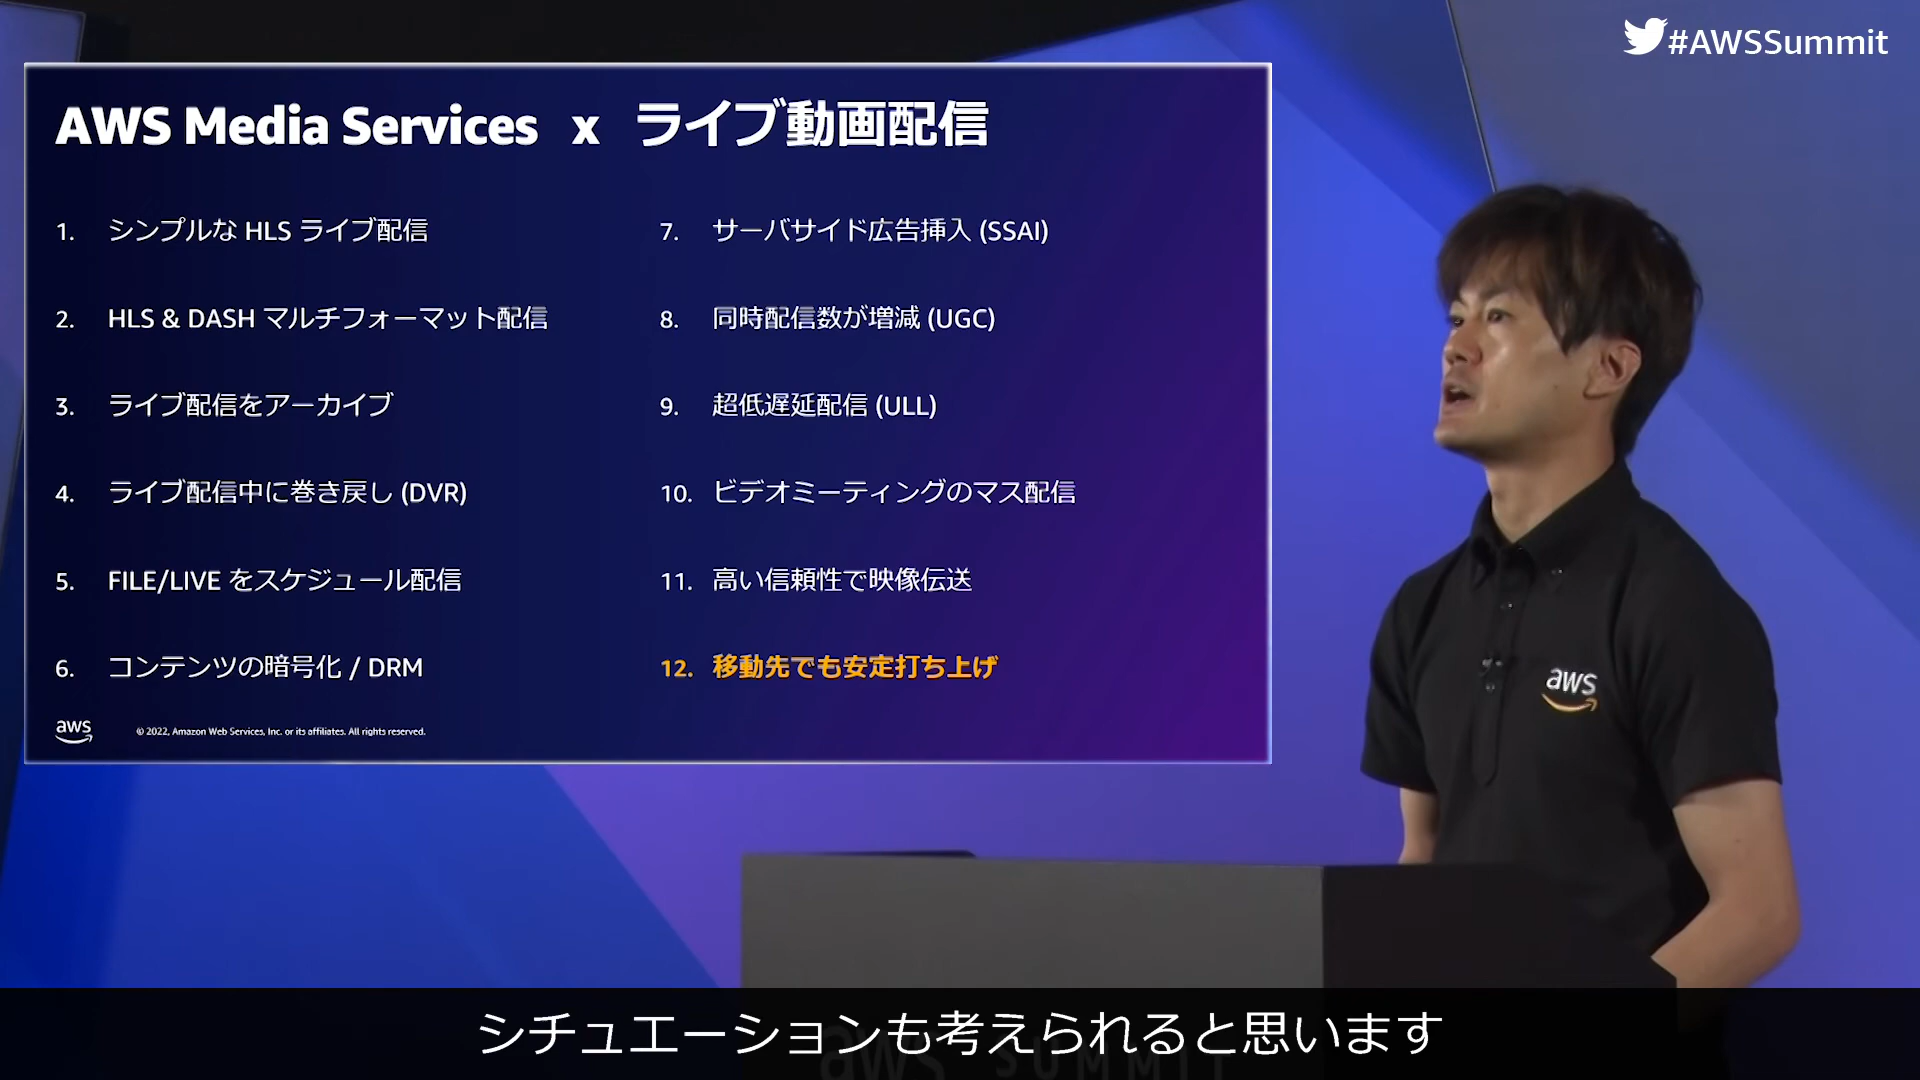 #AWSSummit
AWS Media Services x ライブ動画配信
1. シンプルな HLS ライブ配信
2. HLS & DASH マルチフォーマット配信
3. ライブ配信をアーカイブ
4. ライブ配信中に巻き戻し (DVR)
5. FILE/LIVE をスケジュール配信
6. コンテンツの暗号化 / DRM
7. サーバサイド広告挿入 (SSAI)
8. 同時配信数が増減 (UGC)
9. 超低遅延配信 (ULL)
10. ビデオミーティングのマス配信
11. 高い信頼性で映像伝送
12. 移動先でも安定打ち上げ
aws
© 2022, Amazon Web Services, Inc. or its affiliates. All rights reserved.
aws
シチュエーションも考えられると思います
aws SUMMIT